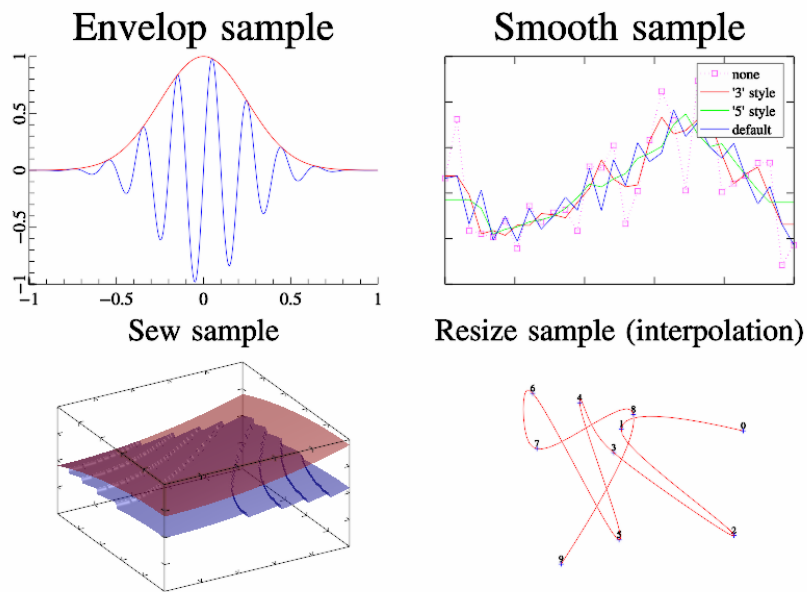 Envelop sample
Smooth sample
1
0.5
0
−0.5
−1
−1
−0.5
0
0.5
1
none
'3' style
'5' style
default
Sew sample
Resize sample (interpolation)
6
4
8
1
0
7
3
2
5
9